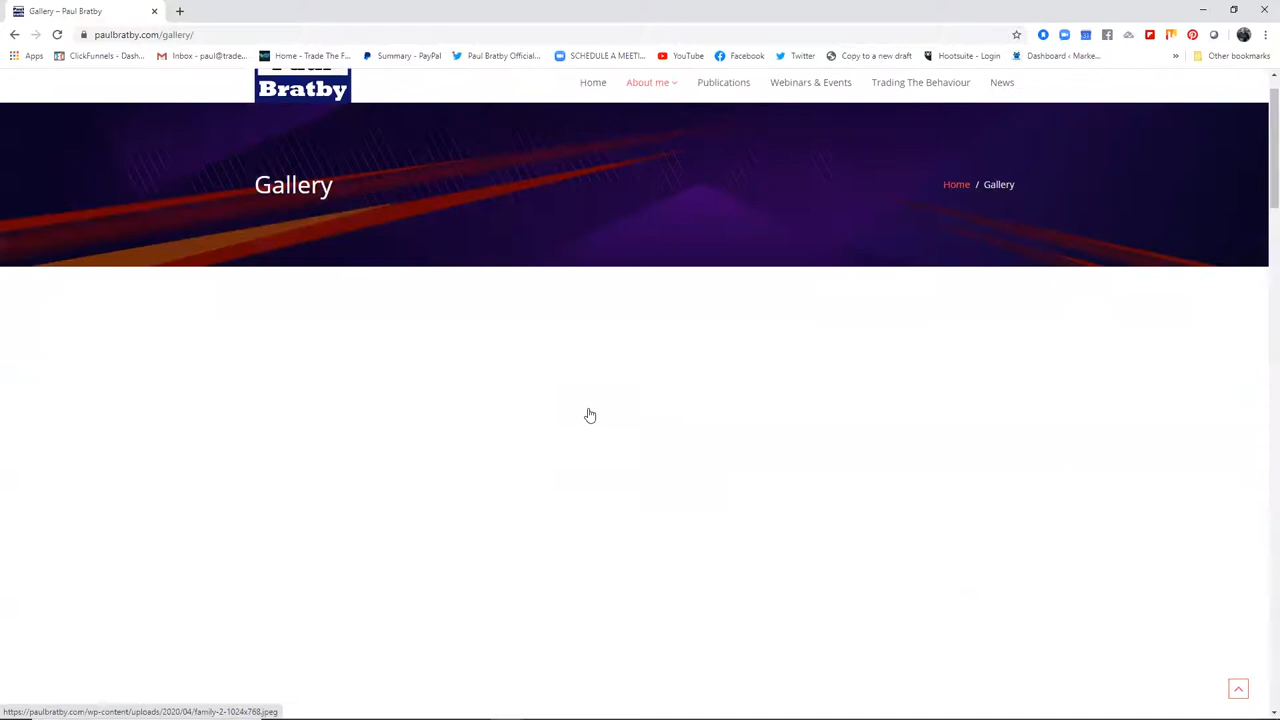 Gallery – Paul Bratby
paulbratby.com/gallery/
Apps ClickFunnels - Dash... Inbox - paul@trade... Home - Trade The F... Summary - PayPal Paul Bratby Official... SCHEDULE A MEETI... YouTube Facebook Twitter Copy to a new draft Hootsuite - Login Dashboard ‹ Marke... » Other bookmarks
Bratby
Home About me Publications Webinars & Events Trading The Behaviour News
Gallery
Home / Gallery
https://paulbratby.com/wp-content/uploads/2020/04/family-2-1024x768.jpeg